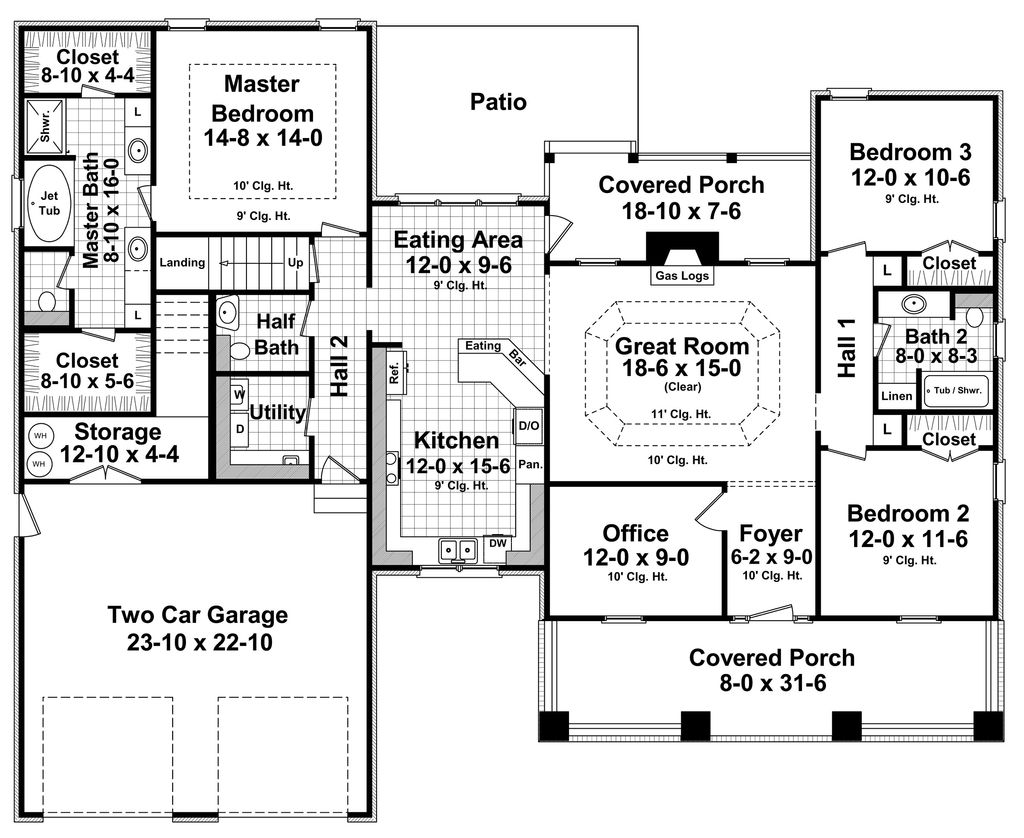 Closet
8-10 x 4-4
Shwr.
L
Jet
Tub
Master Bath
8-10 x 16-0
L
Closet
8-10 x 5-6
WH
WH
Storage
12-10 x 4-4
Master
Bedroom
14-8 x 14-0
10' Clg. Ht.
9' Clg. Ht.
Landing
Up
Half
Bath
W
D
Utility
Hall 2
Two Car Garage
23-10 x 22-10
Patio
Eating Area
12-0 x 9-6
9' Clg. Ht.
Eating
Bar
Ref.
D/O
Kitchen
12-0 x 15-6
9' Clg. Ht.
Pan.
DW
Covered Porch
18-10 x 7-6
Gas Logs
Great Room
18-6 x 15-0
(Clear)
11' Clg. Ht.
10' Clg. Ht.
Office
12-0 x 9-0
10' Clg. Ht.
Foyer
6-2 x 9-0
10' Clg. Ht.
Bedroom 3
12-0 x 10-6
9' Clg. Ht.
L
Closet
Hall 1
Bath 2
8-0 x 8-3
Linen
Tub / Shwr.
L
Closet
Bedroom 2
12-0 x 11-6
9' Clg. Ht.
Covered Porch
8-0 x 31-6